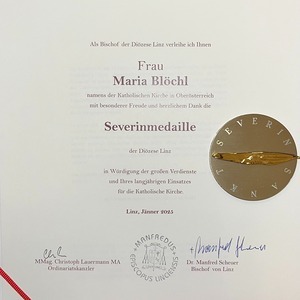 Als Bischof der Diözese Linz verleihe ich Ihnen
Frau
Maria Blöchl
namens der Katholischen Kirche in Oberösterreich
mit besonderer Freude und herzlichem Dank die
Severinmedaille
der Diözese Linz
in Würdigung der großen Verdienste
und Ihres langjährigen Einsatzes
für die Katholische Kirche.
Linz, Jänner 2025
MMag. Christoph Lauermann MA
Ordinariatskanzler
Dr. Manfred Scheuer
Bischof von Linz
MANFREDUS
EPISCOPUS LINCIENSIS
SANKT SEVERIN